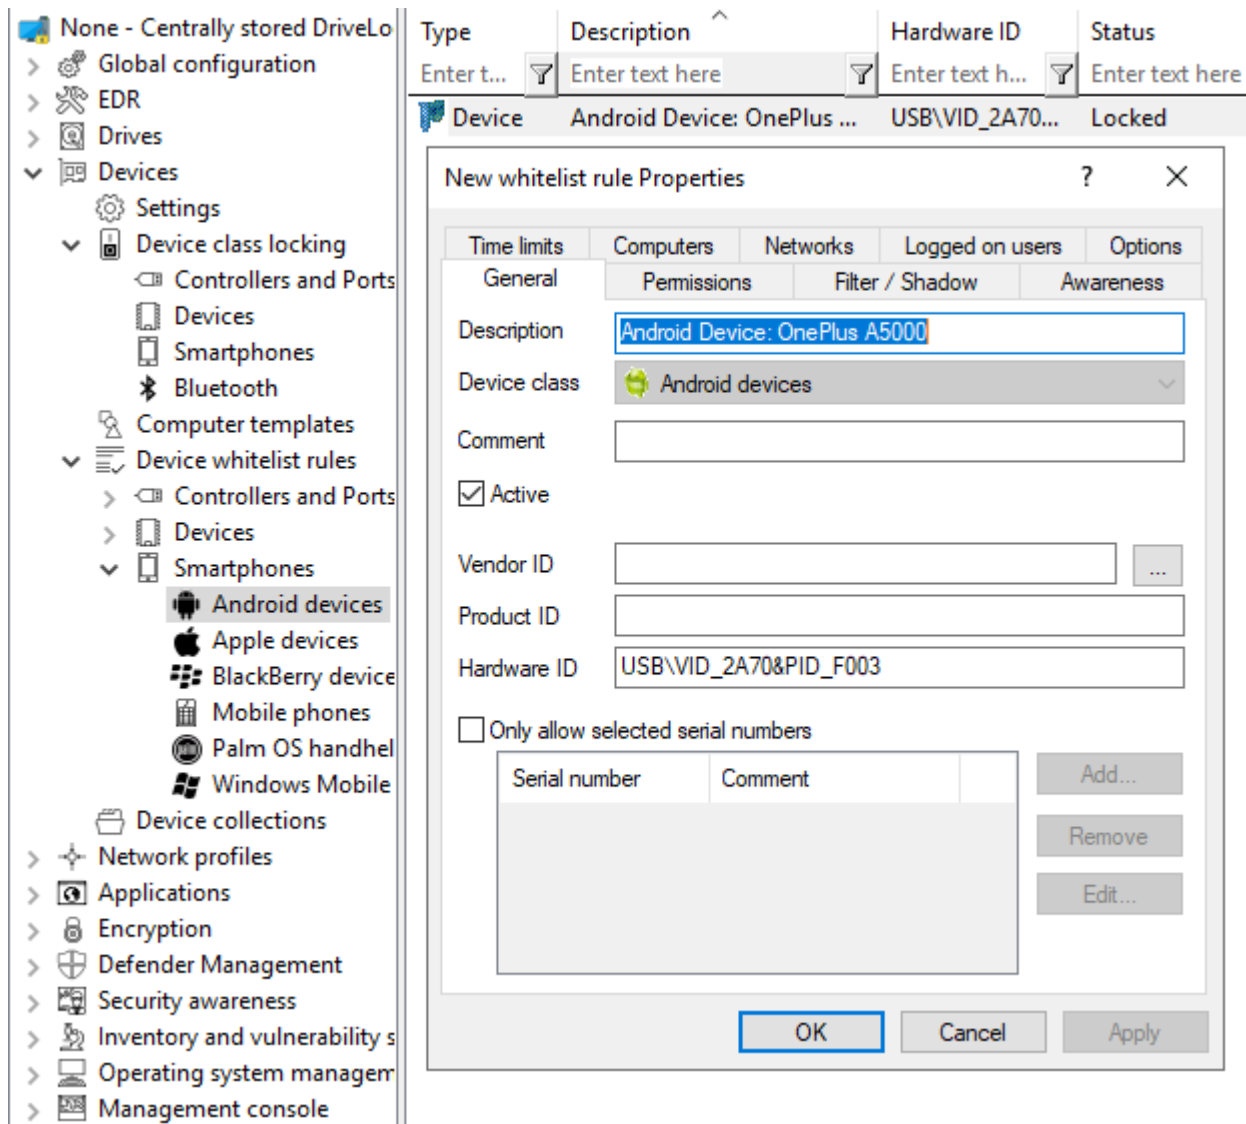 None - Centrally stored DriveLo
Global configuration
EDR
Drives
Devices
Settings
Device class locking
Controllers and Ports
Devices
Smartphones
Bluetooth
Computer templates
Device whitelist rules
Controllers and Ports
Devices
Smartphones
Android devices
Apple devices
BlackBerry device
Mobile phones
Palm OS handhel
Windows Mobile
Device collections
Network profiles
Applications
Encryption
Defender Management
Security awareness
Inventory and vulnerability s
Operating system managem
Management console
Type Description Hardware ID Status
Enter t... Enter text here Enter text h... Enter text here
Device Android Device: OnePlus ... USB\VID_2A70... Locked
New whitelist rule Properties ?
Time limits Computers Networks Logged on users Options
General Permissions Filter / Shadow Awareness
Description Android Device: OnePlus A5000
Device class Android devices
Comment
Active
Vendor ID ...
Product ID
Hardware ID USB\VID_2A70&PID_F003
Only allow selected serial numbers
Serial number Comment
Add...
Remove
Edit...
OK Cancel Apply